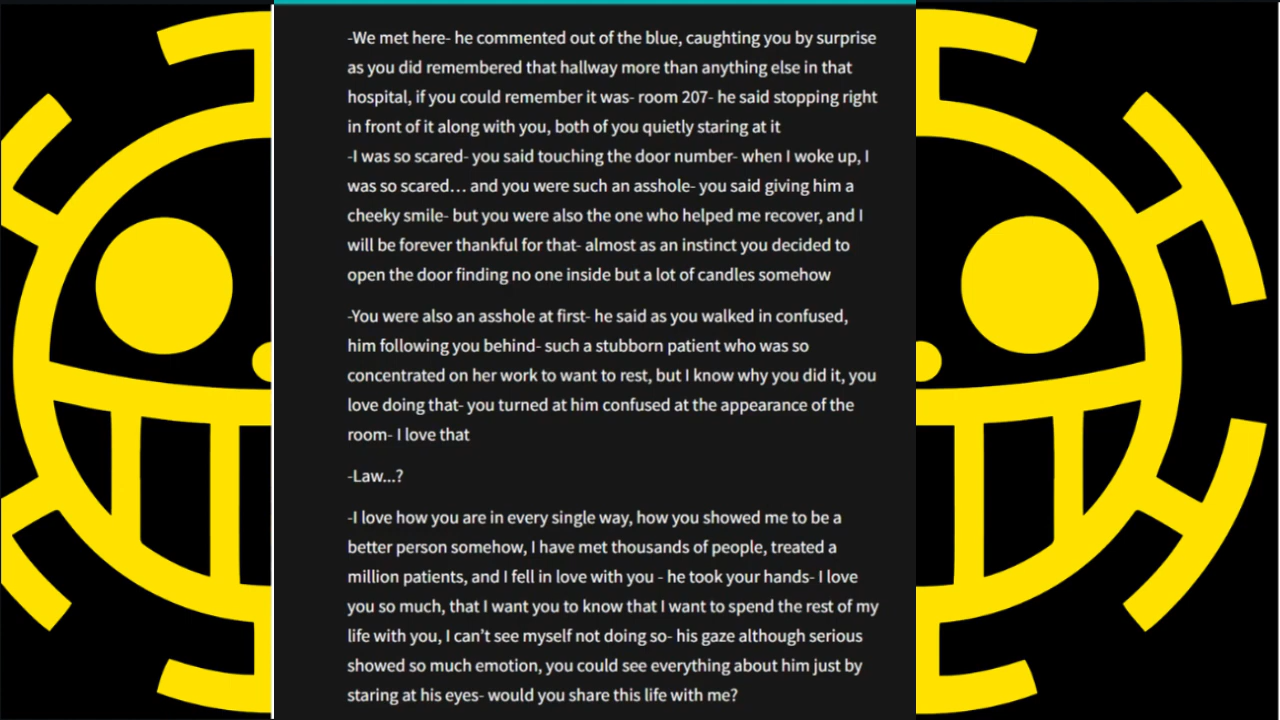 -We met here- he commented out of the blue, caughting you by surprise
as you did remembered that hallway more than anything else in that
hospital, if you could remember it was- room 207- he said stopping right
in front of it along with you, both of you quietly staring at it
-I was so scared- you said touching the door number- when I woke up, I
was so scared… and you were such an asshole- you said giving him a
cheeky smile- but you were also the one who helped me recover, and I
will be forever thankful for that- almost as an instinct you decided to
open the door finding no one inside but a lot of candles somehow
-You were also an asshole at first- he said as you walked in confused,
him following you behind- such a stubborn patient who was so
concentrated on her work to want to rest, but I know why you did it, you
love doing that- you turned at him confused at the appearance of the
room- I love that
-Law...?
-I love how you are in every single way, how you showed me to be a
better person somehow, I have met thousands of people, treated a
million patients, and I fell in love with you - he took your hands- I love
you so much, that I want you to know that I want to spend the rest of my
life with you, I can't see myself not doing so- his gaze although serious
showed so much emotion, you could see everything about him just by
staring at his eyes- would you share this life with me?